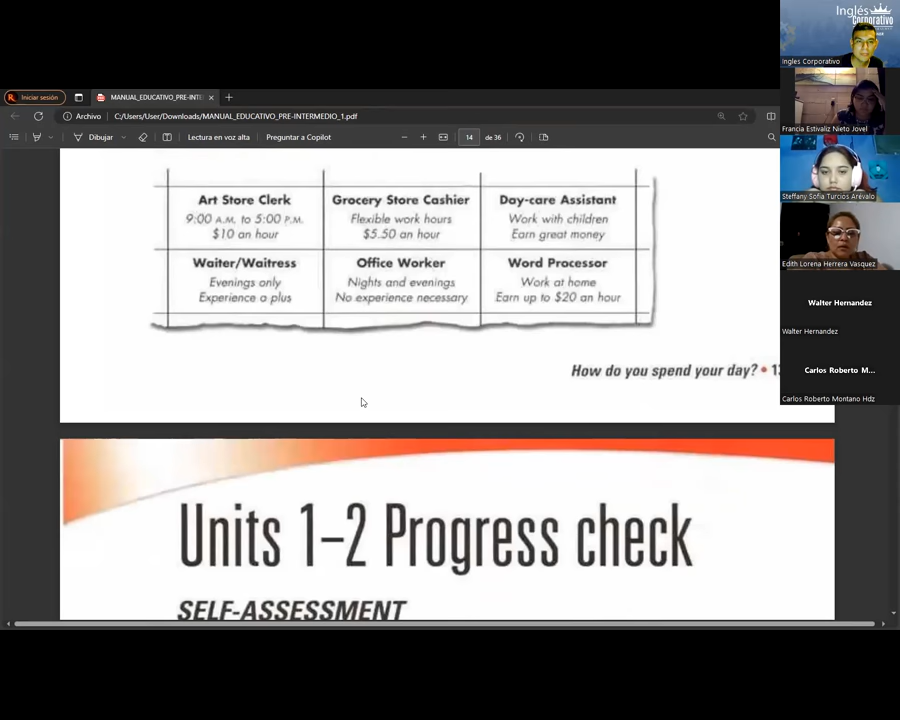 Iniciar sesión
MANUAL_EDUCATIVO_PRE-INTE
Archivo
C:/Users/User/Downloads/MANUAL_EDUCATIVO_PRE-INTERMEDIO_1.pdf
Dibujar
Lectura en voz alta
Preguntar a Copilot
14 de 36
Art Store Clerk
9:00 A.M. to 5:00 P.M.
$10 an hour
Grocery Store Cashier
Flexible work hours
$5.50 an hour
Day-care Assistant
Work with children
Earn great money
Waiter/Waitress
Evenings only
Experience a plus
Office Worker
Nights and evenings
No experience necessary
Word Processor
Work at home
Earn up to $20 an hour
How do you spend your day? •
Units 1–2 Progress check
SELF-ASSESSMENT
Inglés
Corporativo
Ingles Corporativo
Francia Estivaliz Nieto Jovel
Steffany Sofia Turcios Arévalo
Edith Lorena Herrera Vasquez
Walter Hernandez
Walter Hernandez
Carlos Roberto M...
Carlos Roberto Montano Hdz